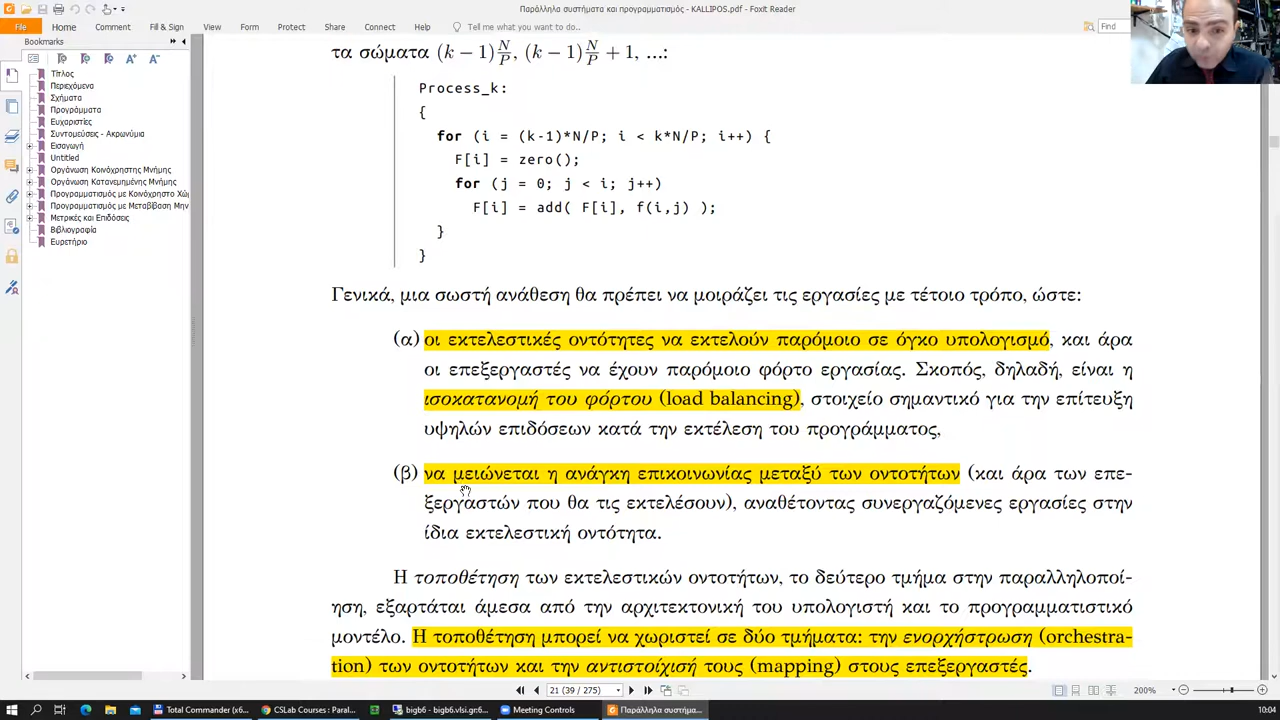 Παράλληλα συστήματα και προγραμματισμός - KALLIPOS.pdf - Foxit Reader
File Home Comment Fill & Sign View Form Protect Share Connect Help Tell me what you want to do... Find
Bookmarks
Τίτλος
Περιεχόμενα
Σχήματα
Προγράμματα
Ευχαριστίες
Συντομεύσεις - Ακρωνύμια
Εισαγωγή
Untitled
Οργάνωση Κοινόχρηστης Μνήμης
Οργάνωση Κατανεμημένης Μνήμης
Προγραμματισμός με Κοινόχρηστο Χώ
Προγραμματισμός με Μεταβίβαση Μην
Μετρικές και Επιδόσεις
Βιβλιογραφία
Ευρετήριο
τα σώματα (k − 1)N/P, (k − 1)N/P + 1, ...:
Process_k:
{
for (i = (k-1)*N/P; i < k*N/P; i++) {
F[i] = zero();
for (j = 0; j < i; j++)
F[i] = add( F[i], f(i,j) );
}
}
Γενικά, μια σωστή ανάθεση θα πρέπει να μοιράζει τις εργασίες με τέτοιο τρόπο, ώστε:
(α) οι εκτελεστικές οντότητες να εκτελούν παρόμοιο σε όγκο υπολογισμό, και άρα
οι επεξεργαστές να έχουν παρόμοιο φόρτο εργασίας. Σκοπός, δηλαδή, είναι η
ισοκατανομή του φόρτου (load balancing), στοιχείο σημαντικό για την επίτευξη
υψηλών επιδόσεων κατά την εκτέλεση του προγράμματος,
(β) να μειώνεται η ανάγκη επικοινωνίας μεταξύ των οντοτήτων (και άρα των επε-
ξεργαστών που θα τις εκτελέσουν), αναθέτοντας συνεργαζόμενες εργασίες στην
ίδια εκτελεστική οντότητα.
Η τοποθέτηση των εκτελεστικών οντοτήτων, το δεύτερο τμήμα στην παραλληλοποί-
ηση, εξαρτάται άμεσα από την αρχιτεκτονική του υπολογιστή και το προγραμματιστικό
μοντέλο. Η τοποθέτηση μπορεί να χωριστεί σε δύο τμήματα: την ενορχήστρωση (orchestra-
tion) των οντοτήτων και την αντιστοίχισή τους (mapping) στους επεξεργαστές.
21 (39 / 275) 200%
Total Commander (x6... CSLab Courses : Paral... bigb6 - bigb6.vlsi.gr:6... Meeting Controls Παράλληλα συστήμα... 10:04